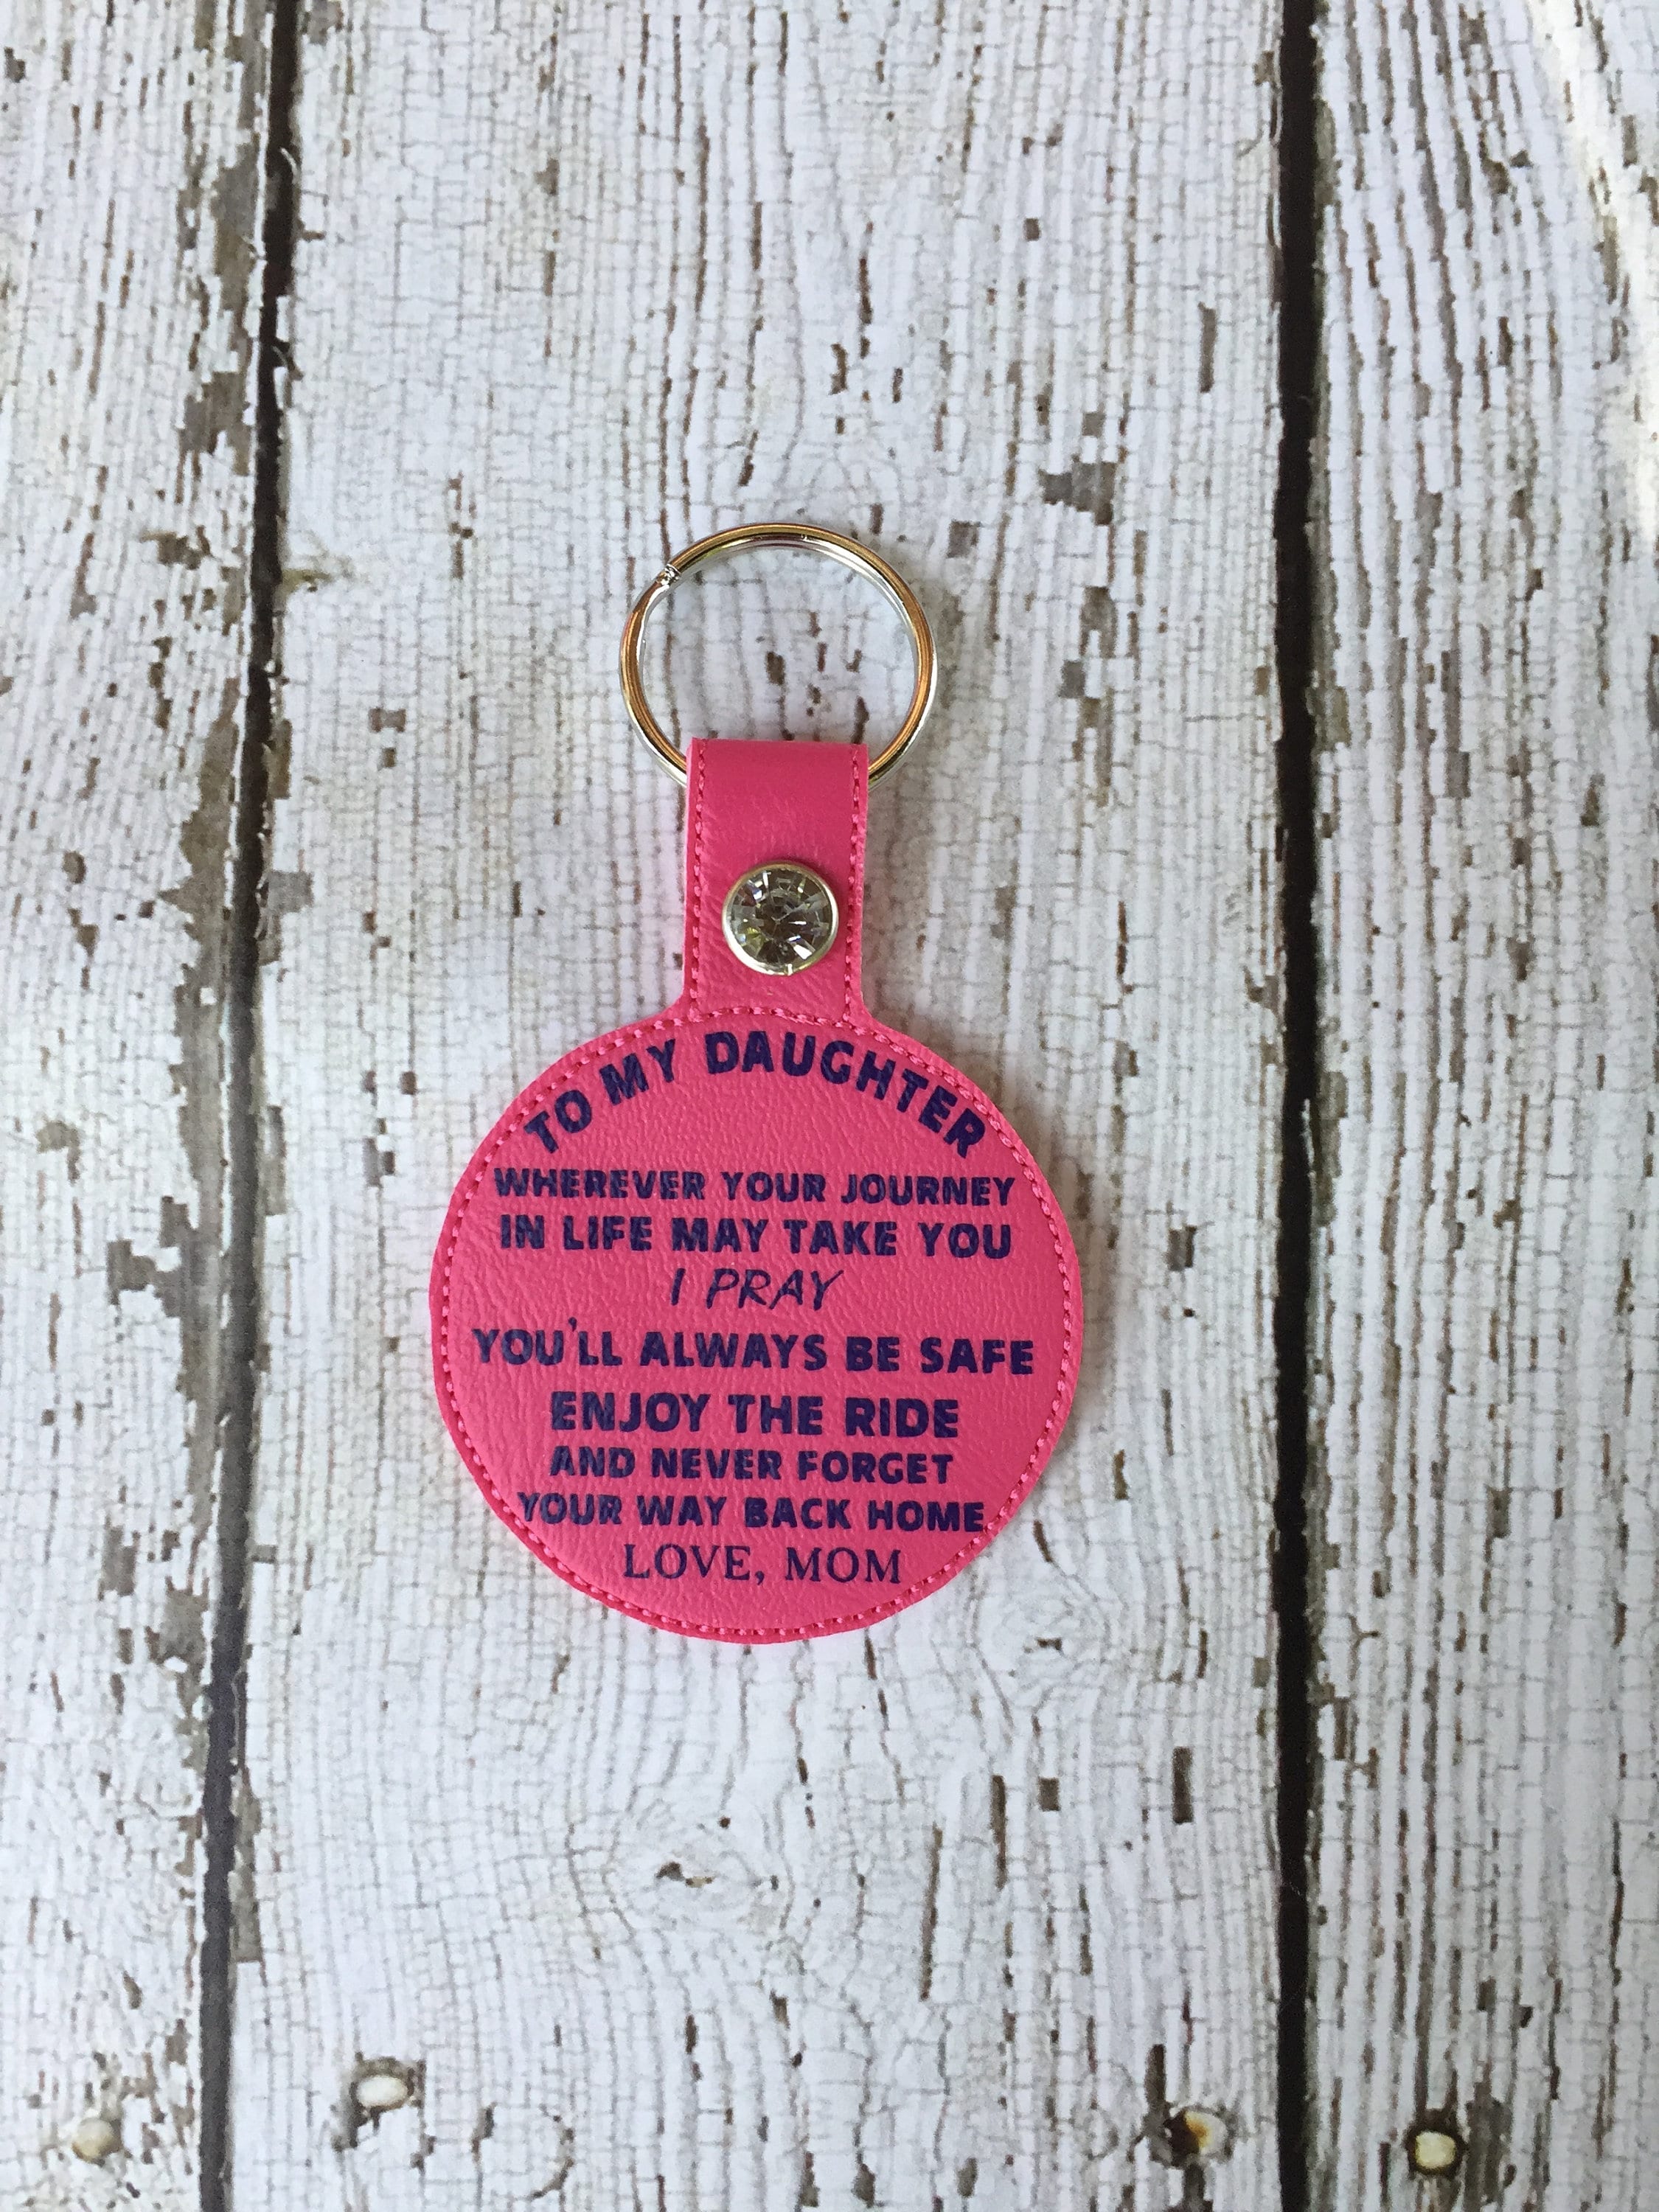 TO MY DAUGHTER
WHEREVER YOUR JOURNEY
IN LIFE MAY TAKE YOU
I PRAY
YOU'LL ALWAYS BE SAFE
ENJOY THE RIDE
AND NEVER FORGET
YOUR WAY BACK HOME
LOVE, MOM